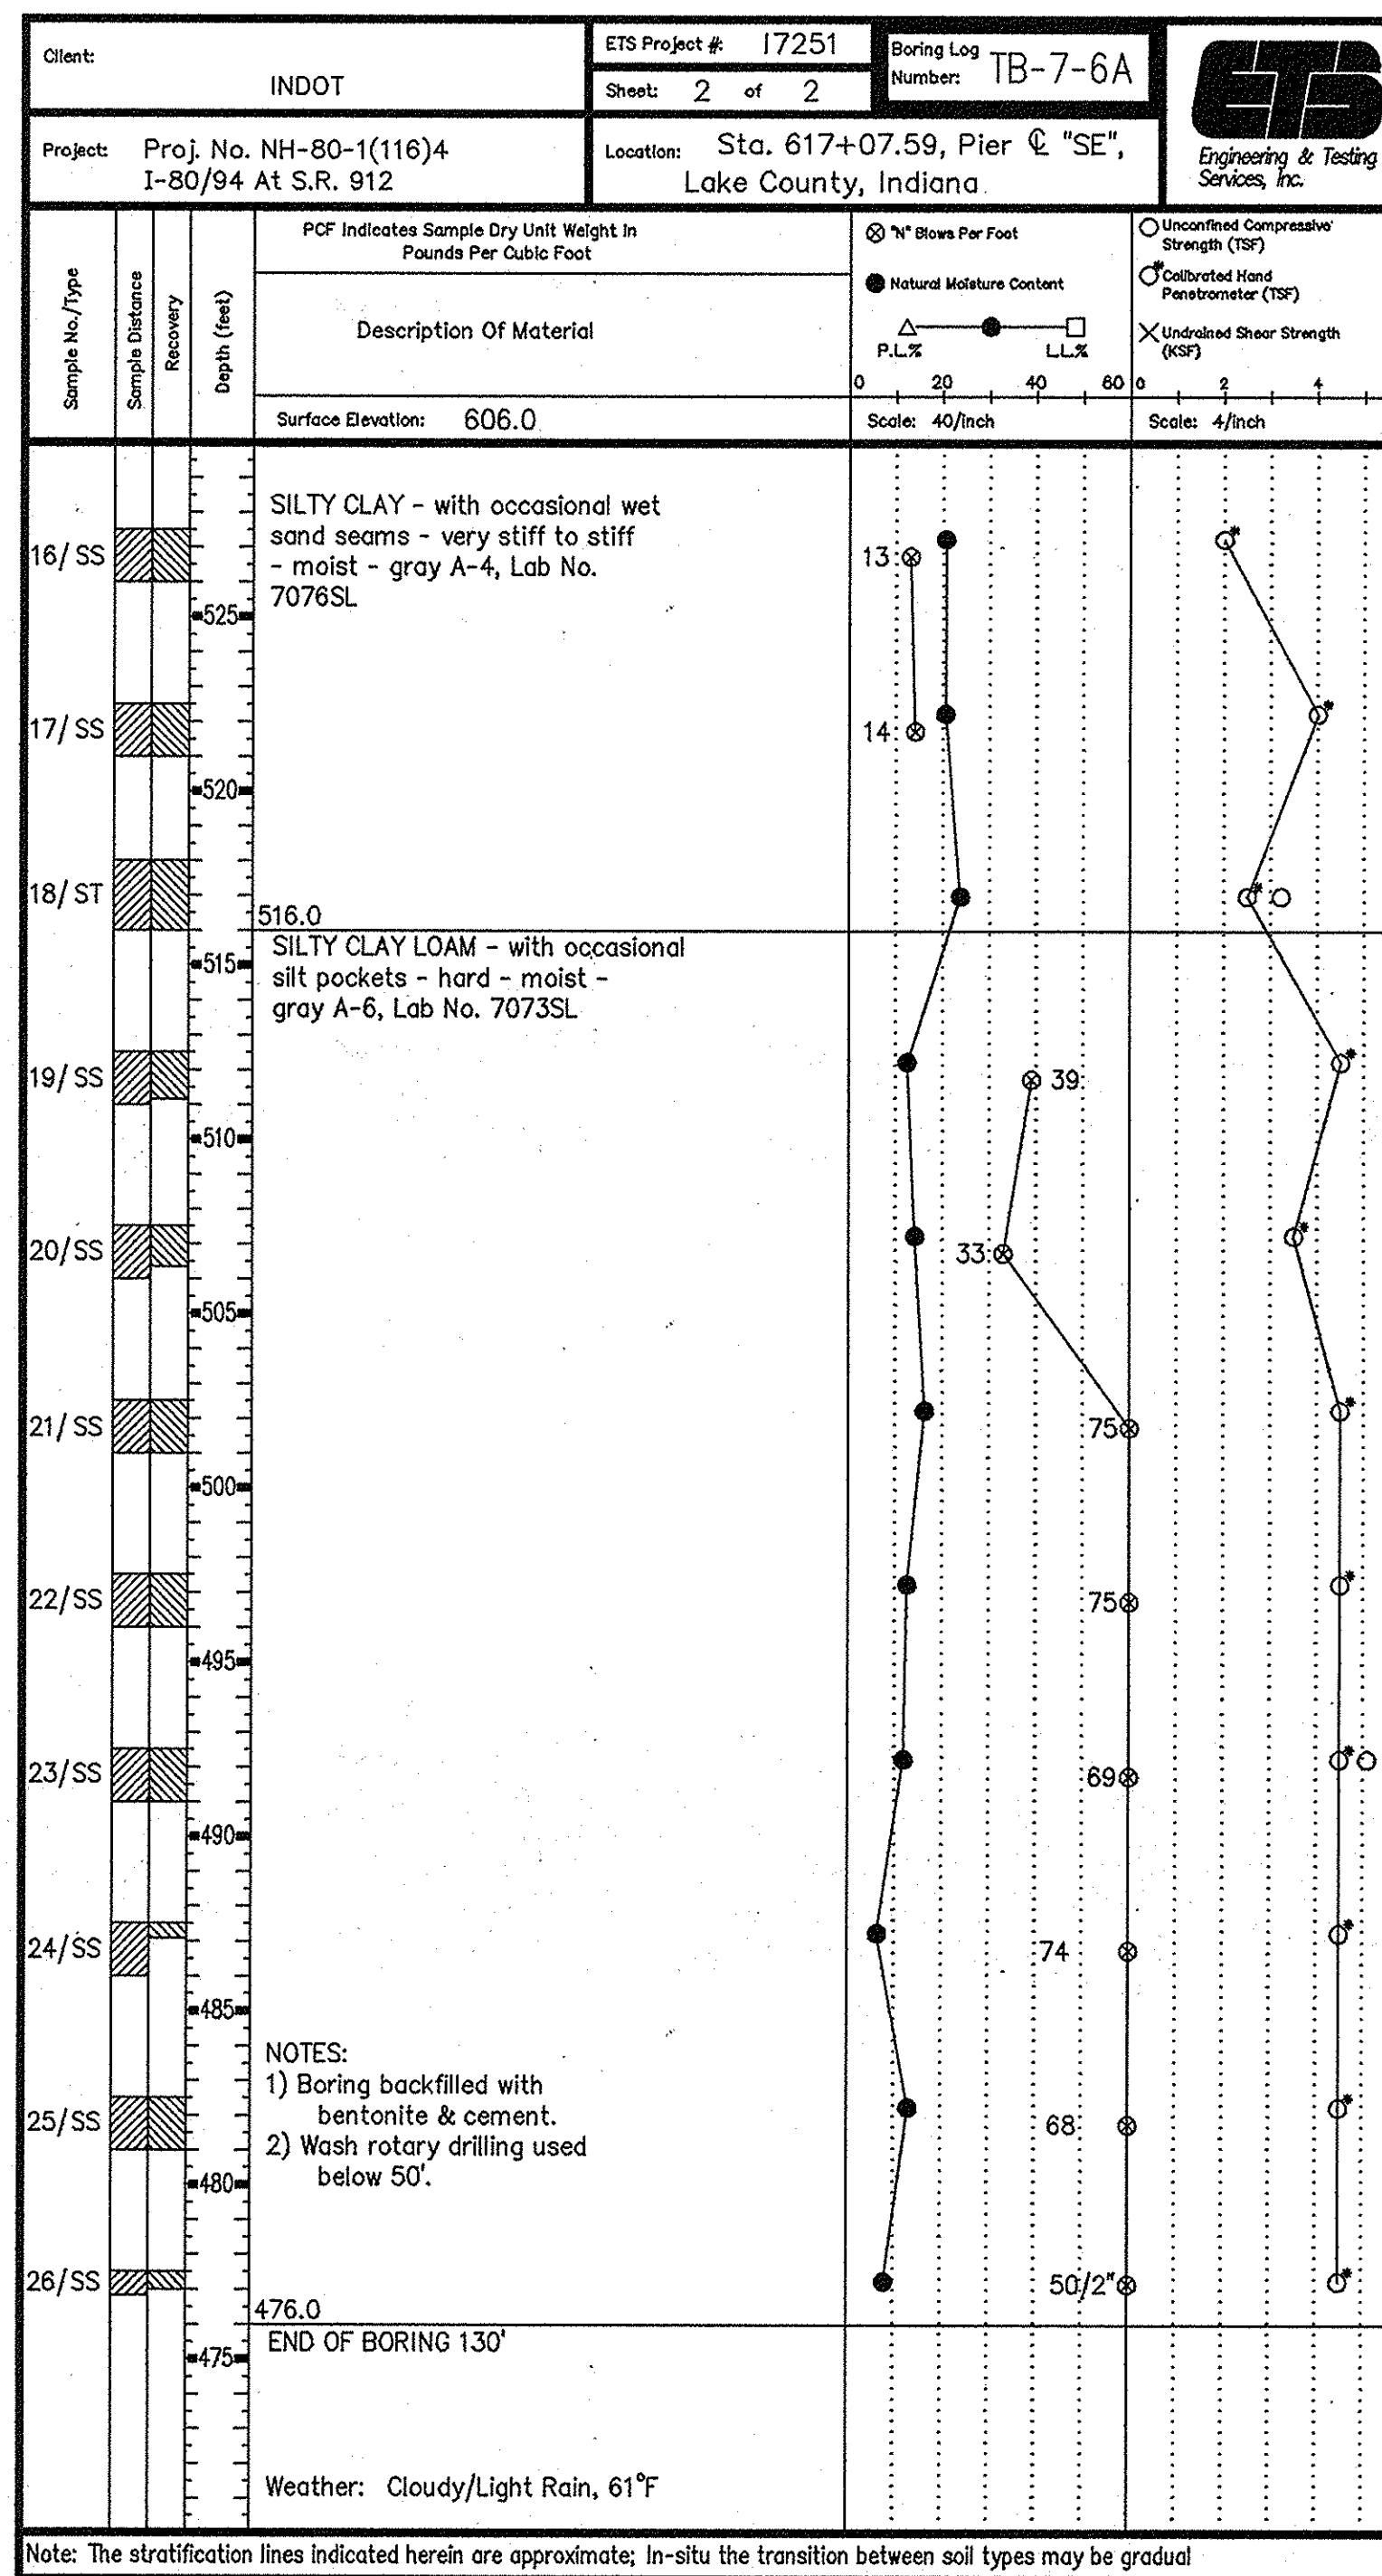 Client:
INDOT
ETS Project #: 17251
Sheet: 2 of 2
Boring Log
Number: TB-7-6A
ETS
Engineering & Testing
Services, Inc.
Project: Proj. No. NH-80-1(116)4
I-80/94 At S.R. 912
Location: Sta. 617+07.59, Pier ℄ "SE",
Lake County, Indiana
Sample No./Type
Sample Distance
Recovery
Depth (feet)
PCF Indicates Sample Dry Unit Weight In
Pounds Per Cubic Foot
Description Of Material
Surface Elevation: 606.0
⊗ "N" Blows Per Foot
Natural Moisture Content
P.L.% L.L.%
0 20 40 60
Scale: 40/inch
Unconfined Compressive
Strength (TSF)
* Calibrated Hand
Penetrometer (TSF)
Undrained Shear Strength
(KSF)
0 2 4
Scale: 4/inch
SILTY CLAY - with occasional wet
sand seams - very stiff to stiff
- moist - gray A-4, Lab No.
7076SL
16/SS 13 *
525
17/SS 14 *
520
18/ST *
516.0
SILTY CLAY LOAM - with occasional
silt pockets - hard - moist -
gray A-6, Lab No. 7073SL
515
19/SS 39 *
510
20/SS 33 *
505
21/SS 75 *
500
22/SS 75 *
495
23/SS 69 *
490
24/SS 74 *
485
NOTES:
1) Boring backfilled with
bentonite & cement.
2) Wash rotary drilling used
below 50'.
25/SS 68 *
480
26/SS 50/2" *
476.0
END OF BORING 130'
475
Weather: Cloudy/Light Rain, 61°F
Note: The stratification lines indicated herein are approximate; In-situ the transition between soil types may be gradual